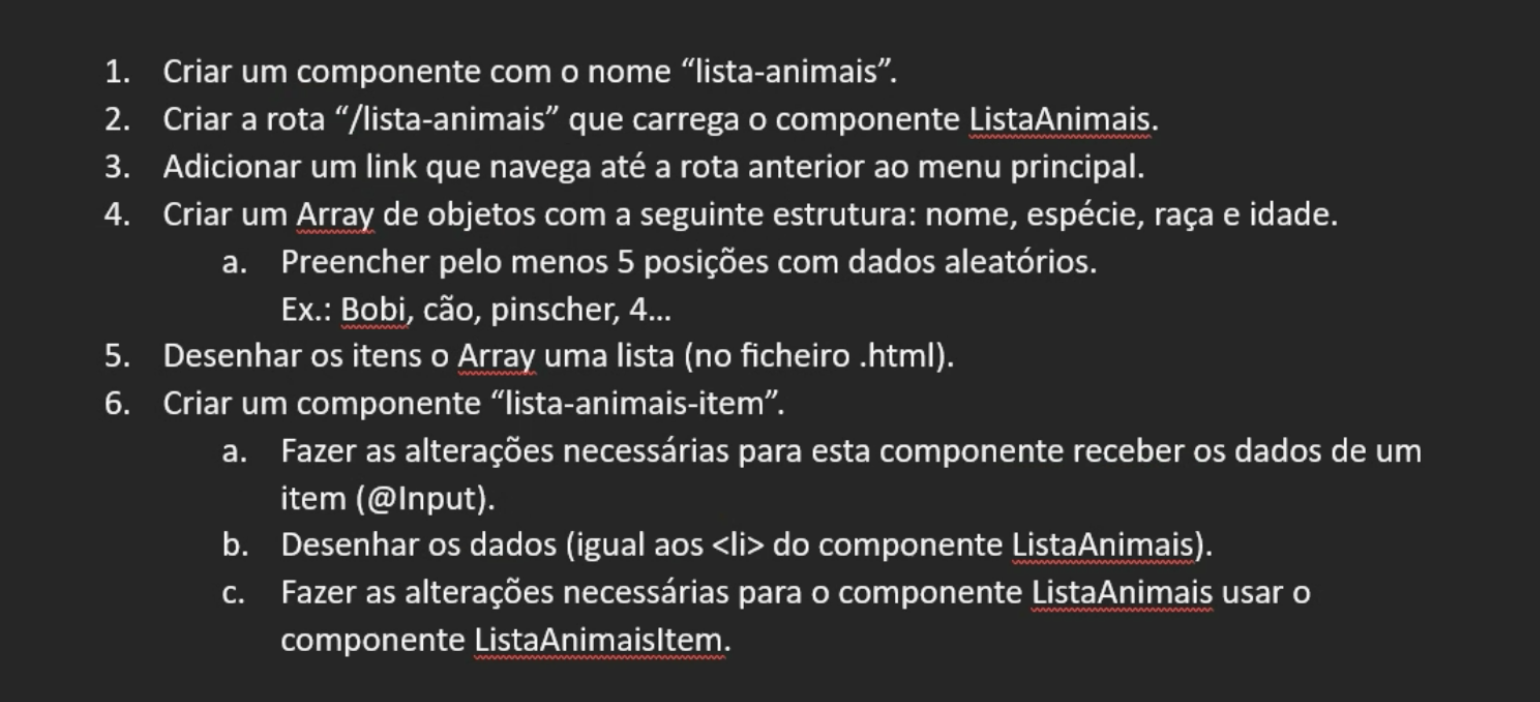 1. Criar um componente com o nome “lista-animais”.
2. Criar a rota “/lista-animais” que carrega o componente ListaAnimais.
3. Adicionar um link que navega até a rota anterior ao menu principal.
4. Criar um Array de objetos com a seguinte estrutura: nome, espécie, raça e idade.
a. Preencher pelo menos 5 posições com dados aleatórios.
Ex.: Bobi, cão, pinscher, 4...
5. Desenhar os itens o Array uma lista (no ficheiro .html).
6. Criar um componente “lista-animais-item”.
a. Fazer as alterações necessárias para esta componente receber os dados de um
item (@Input).
b. Desenhar os dados (igual aos <li> do componente ListaAnimais).
c. Fazer as alterações necessárias para o componente ListaAnimais usar o
componente ListaAnimaisItem.